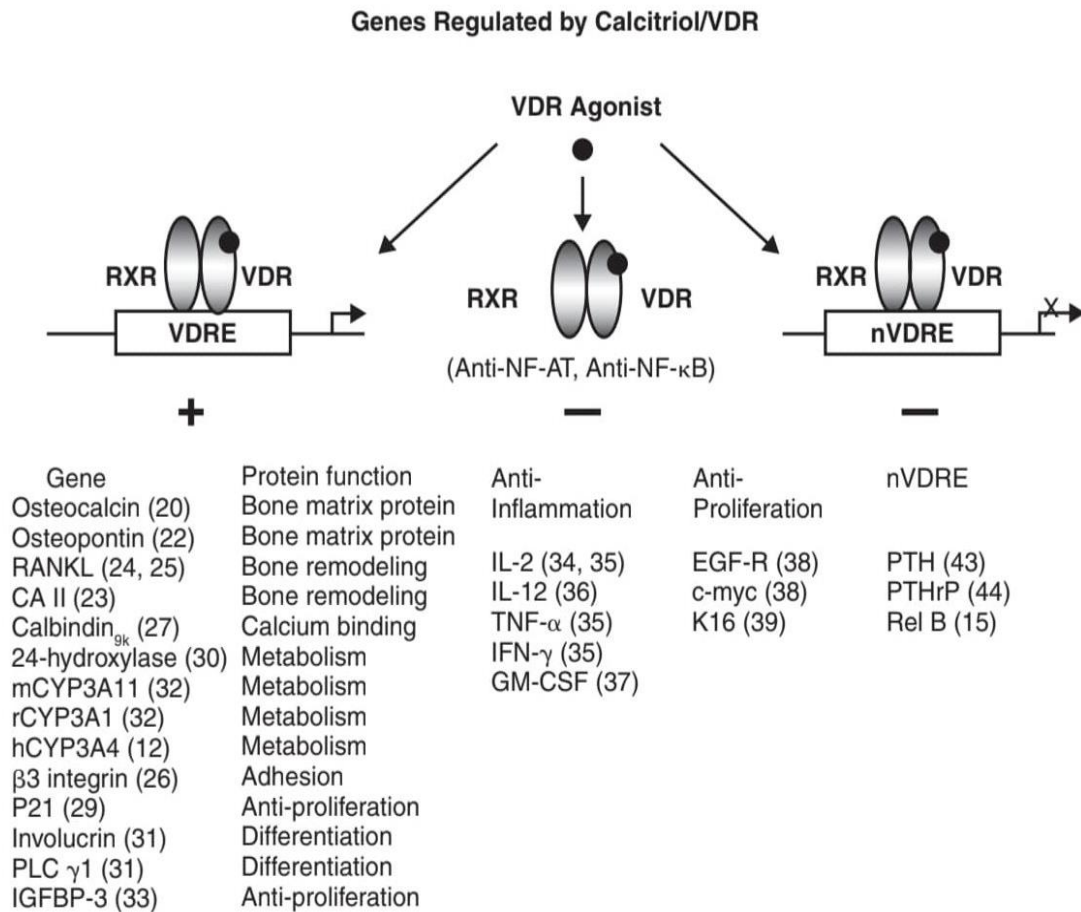 Genes Regulated by Calcitriol/VDR
VDR Agonist
RXR VDR
VDRE
+
RXR VDR
(Anti-NF-AT, Anti-NF-κB)
—
RXR VDR
nVDRE
X
—
Gene Protein function
Osteocalcin (20) Bone matrix protein
Osteopontin (22) Bone matrix protein
RANKL (24, 25) Bone remodeling
CA II (23) Bone remodeling
Calbindin9k (27) Calcium binding
24-hydroxylase (30) Metabolism
mCYP3A11 (32) Metabolism
rCYP3A1 (32) Metabolism
hCYP3A4 (12) Metabolism
β3 integrin (26) Adhesion
P21 (29) Anti-proliferation
Involucrin (31) Differentiation
PLC γ1 (31) Differentiation
IGFBP-3 (33) Anti-proliferation
Anti-
Inflammation
IL-2 (34, 35)
IL-12 (36)
TNF-α (35)
IFN-γ (35)
GM-CSF (37)
Anti-
Proliferation
EGF-R (38)
c-myc (38)
K16 (39)
nVDRE
PTH (43)
PTHrP (44)
Rel B (15)